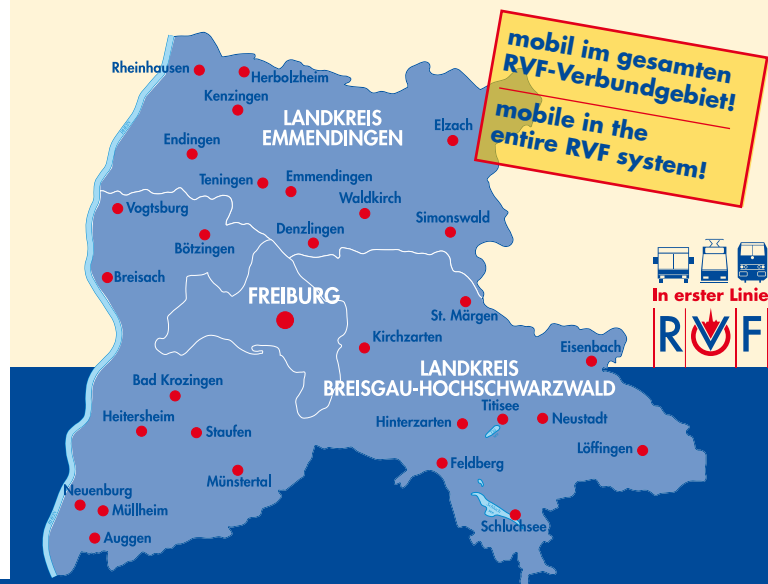 mobil im gesamten
RVF-Verbundgebiet!
mobile in the
entire RVF system!
Rheinhausen
Herbolzheim
Kenzingen
LANDKREIS
EMMENDINGEN
Elzach
Endingen
Teningen
Emmendingen
Waldkirch
Vogtsburg
Simonswald
Denzlingen
Bötzingen
Breisach
FREIBURG
St. Märgen
In erster Linie
RVF
Kirchzarten
Eisenbach
LANDKREIS
BREISGAU-HOCHSCHWARZWALD
Bad Krozingen
Titisee
Heitersheim
Staufen
Hinterzarten
Neustadt
Löffingen
Feldberg
Münstertal
Neuenburg
Müllheim
Schluchsee
Auggen